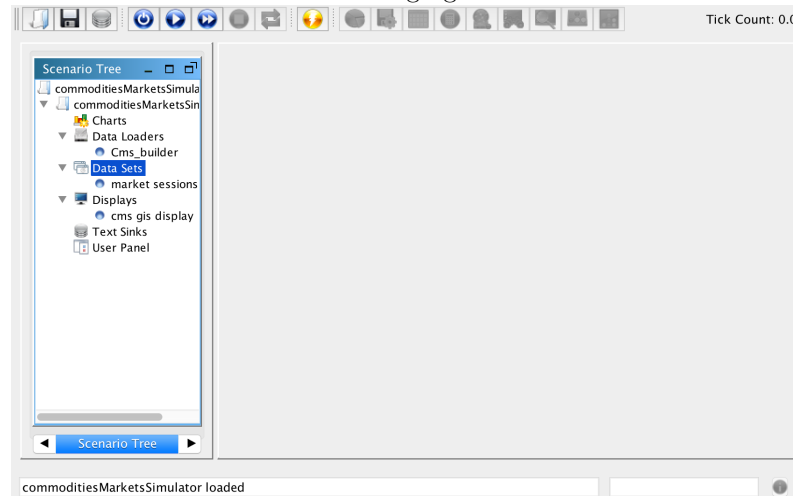 Tick Count: 0.0
Scenario Tree
commoditiesMarketsSimula
commoditiesMarketsSin
Charts
Data Loaders
Cms_builder
Data Sets
market sessions
Displays
cms gis display
Text Sinks
User Panel
Scenario Tree
commoditiesMarketsSimulator loaded